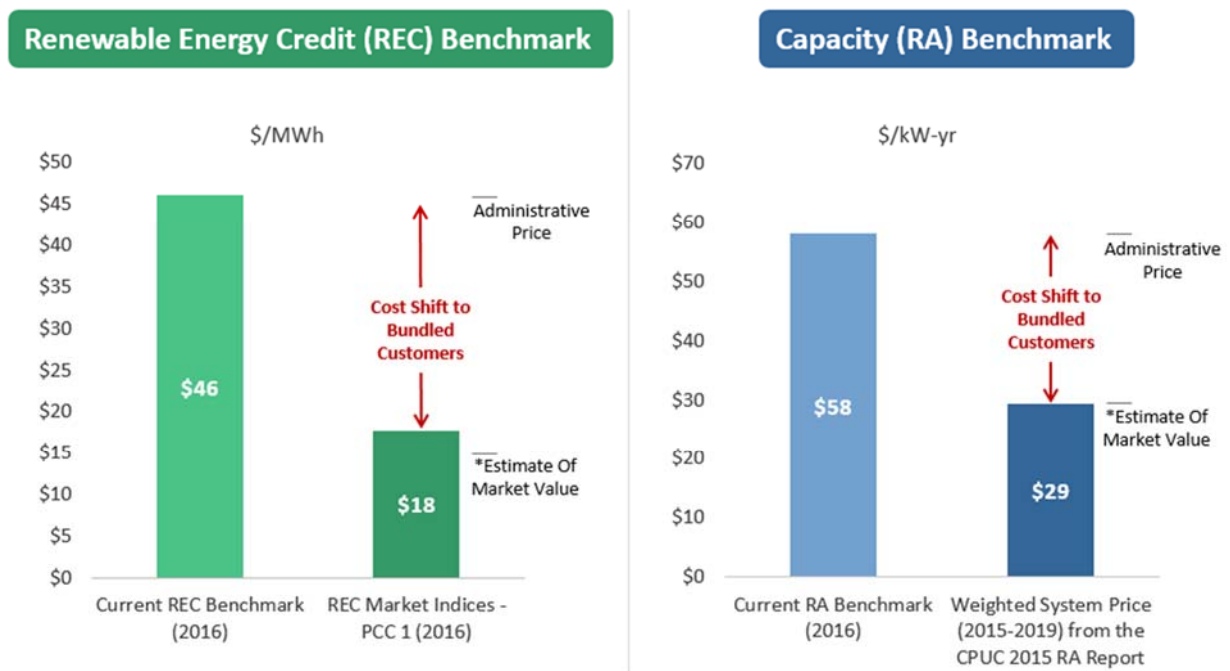 Renewable Energy Credit (REC) Benchmark
$/MWh
$50
$45
$40
$35
$30
$25
$20
$15
$10
$5
$0
$46
$18
Administrative
Price
Cost Shift to
Bundled
Customers
*Estimate Of
Market Value
Current REC Benchmark
(2016)
REC Market Indices -
PCC 1 (2016)
Capacity (RA) Benchmark
$/kW-yr
$70
$60
$50
$40
$30
$20
$10
$0
$58
$29
Administrative
Price
Cost Shift to
Bundled
Customers
*Estimate Of
Market Value
Current RA Benchmark
(2016)
Weighted System Price
(2015-2019) from the
CPUC 2015 RA Report